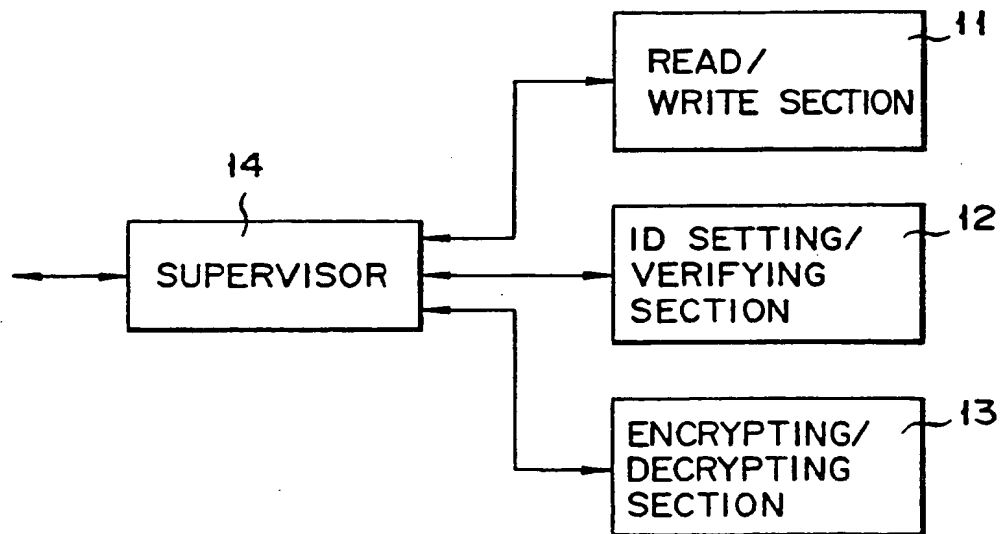 11
READ/
WRITE SECTION
14
SUPERVISOR
12
ID SETTING/
VERIFYING
SECTION
13
ENCRYPTING/
DECRYPTING
SECTION